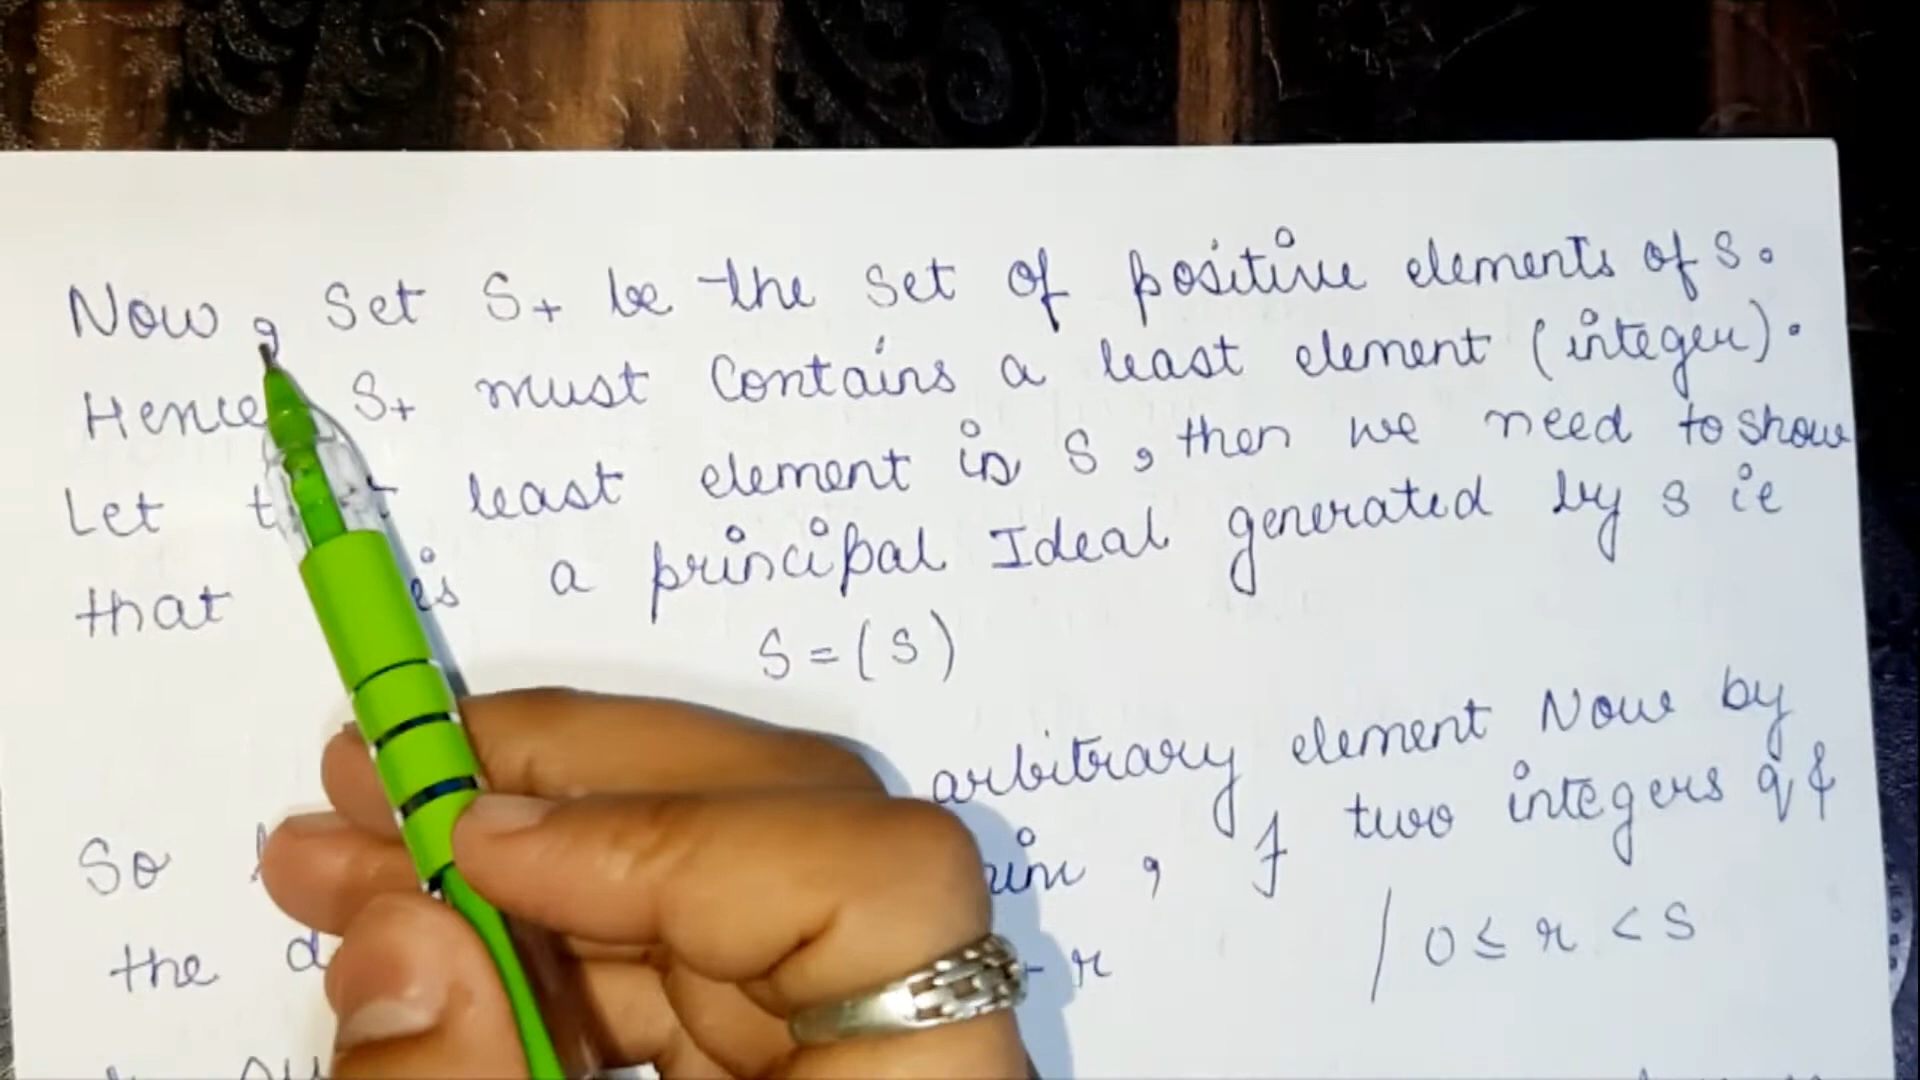 Now, Set S+ be the set of positive elements of S.
Hence S+ must Contains a least element (integer).
Let least element is s, then we need to show
that is a principal Ideal generated by s ie
S = (s)
So arbitrary element Now by
the , ∃ two integers q &
r / 0 ≤ r < s